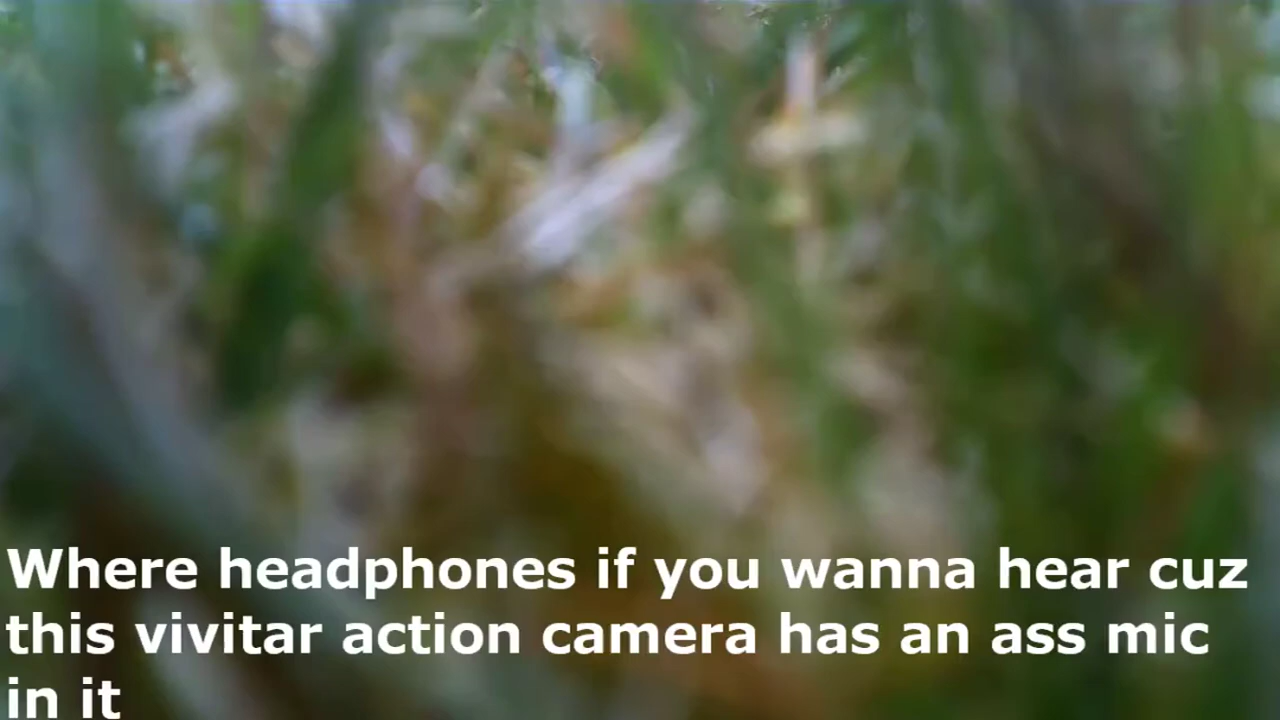 Where headphones if you wanna hear cuz
this vivitar action camera has an ass mic
in it